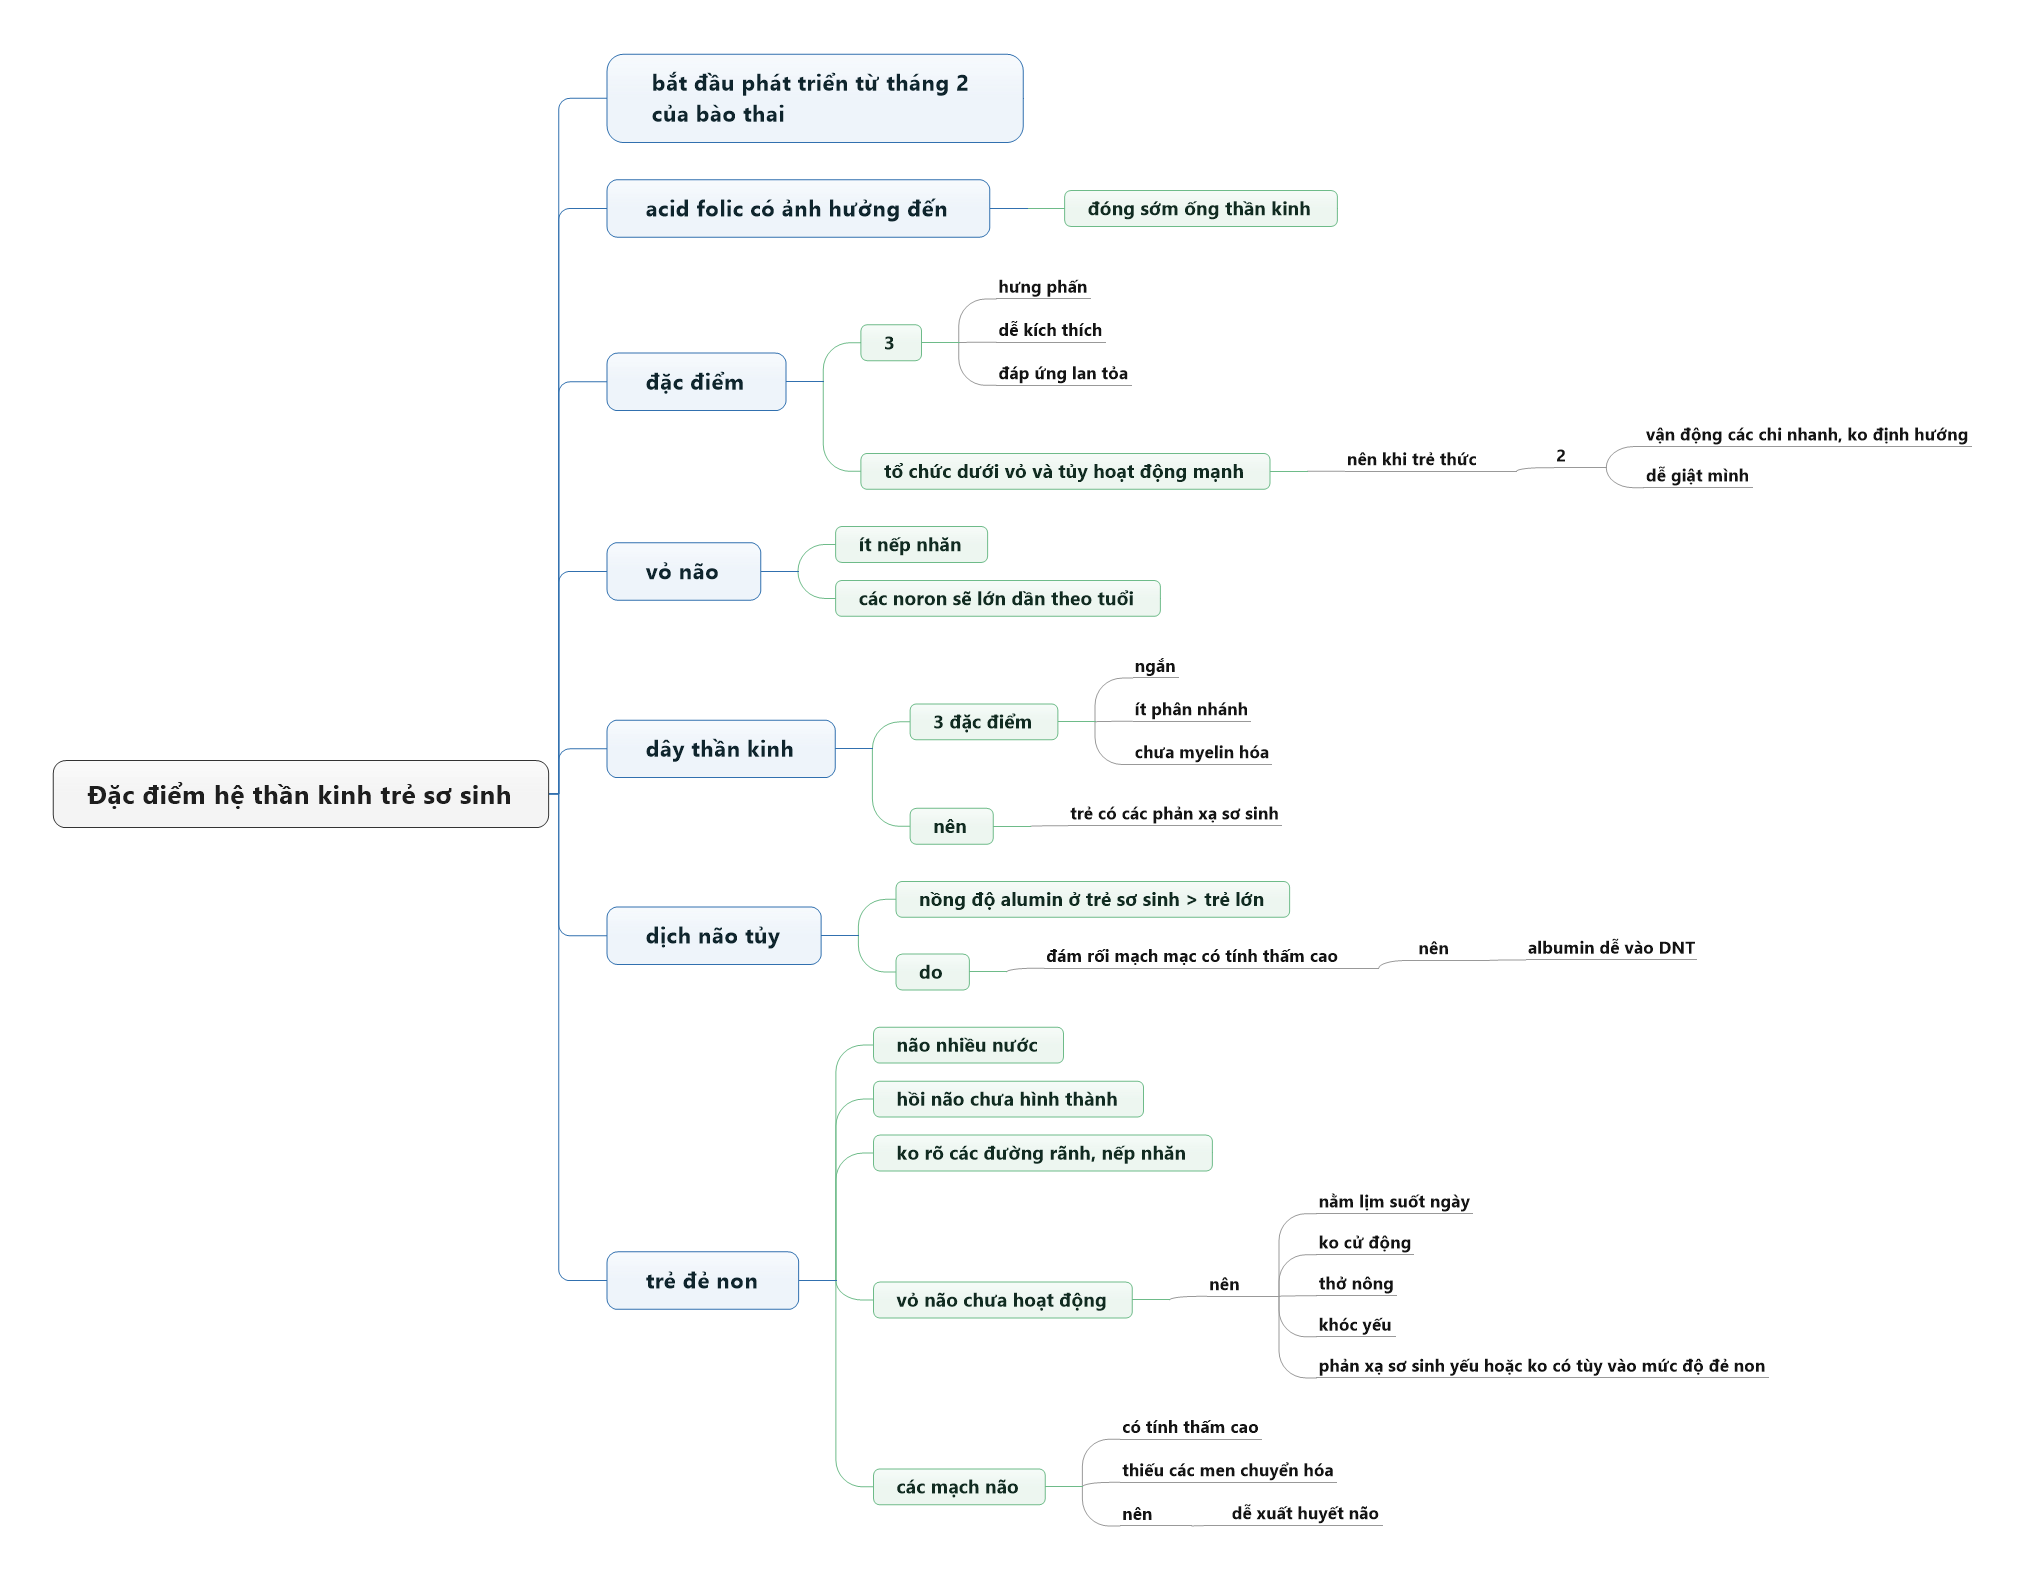 bắt đầu phát triển từ tháng 2
của bào thai
acid folic có ảnh hưởng đến
đóng sớm ống thần kinh
hưng phấn
3
dễ kích thích
đáp ứng lan tỏa
đặc điểm
tổ chức dưới vỏ và tủy hoạt động mạnh
nên khi trẻ thức
2
vận động các chi nhanh, ko định hướng
dễ giật mình
vỏ não
ít nếp nhăn
các noron sẽ lớn dần theo tuổi
dây thần kinh
3 đặc điểm
ngắn
ít phân nhánh
chưa myelin hóa
nên
trẻ có các phản xạ sơ sinh
Đặc điểm hệ thần kinh trẻ sơ sinh
dịch não tủy
nồng độ alumin ở trẻ sơ sinh > trẻ lớn
do
đám rối mạch mạc có tính thấm cao
nên
albumin dễ vào DNT
trẻ đẻ non
não nhiều nước
hồi não chưa hình thành
ko rõ các đường rãnh, nếp nhăn
vỏ não chưa hoạt động
nên
nằm lịm suốt ngày
ko cử động
thở nông
khóc yếu
phản xạ sơ sinh yếu hoặc ko có tùy vào mức độ đẻ non
các mạch não
có tính thấm cao
thiếu các men chuyển hóa
nên
dễ xuất huyết não